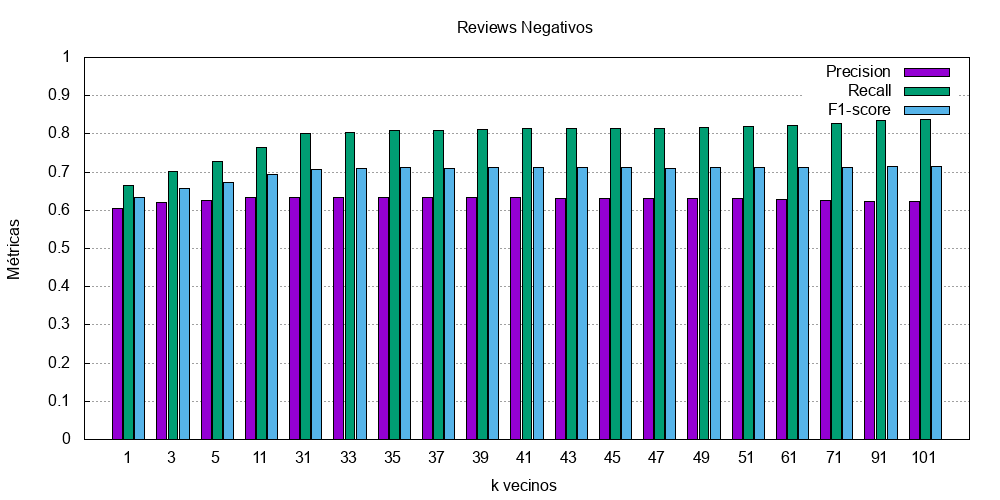 Reviews Negativos
Precision
Recall
F1-score
Métricas
1
0.9
0.8
0.7
0.6
0.5
0.4
0.3
0.2
0.1
0
1 3 5 11 31 33 35 37 39 41 43 45 47 49 51 61 71 91 101
k vecinos